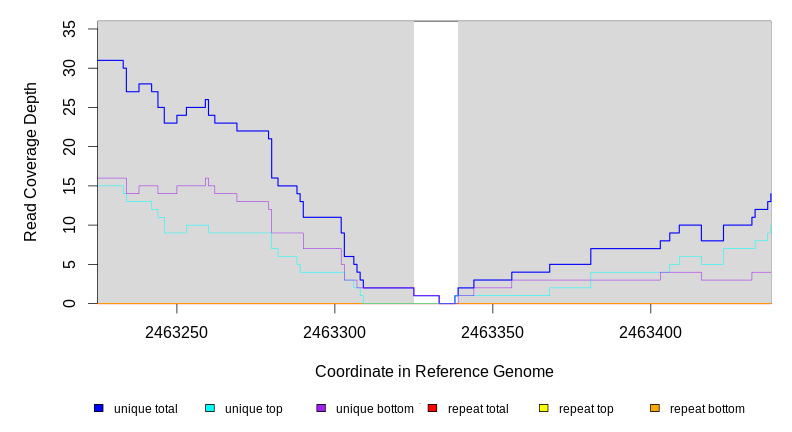 35
30
25
20
15
10
5
0
Read Coverage Depth
2463250 2463300 2463350 2463400
Coordinate in Reference Genome
unique total unique top unique bottom repeat total repeat top repeat bottom